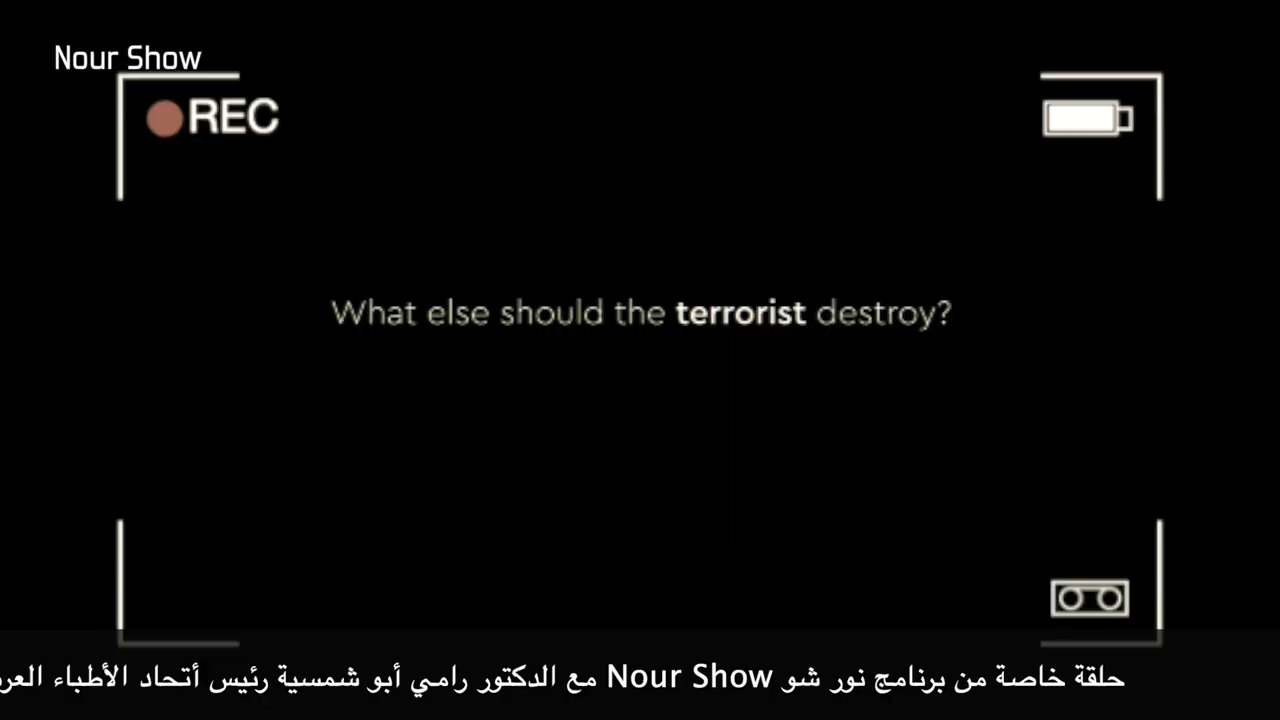 Nour Show
REC
What else should the terrorist destroy?
حلقة خاصة من برنامج نور شو Nour Show مع الدكتور رامي أبو شمسية رئيس أتحاد الأطباء